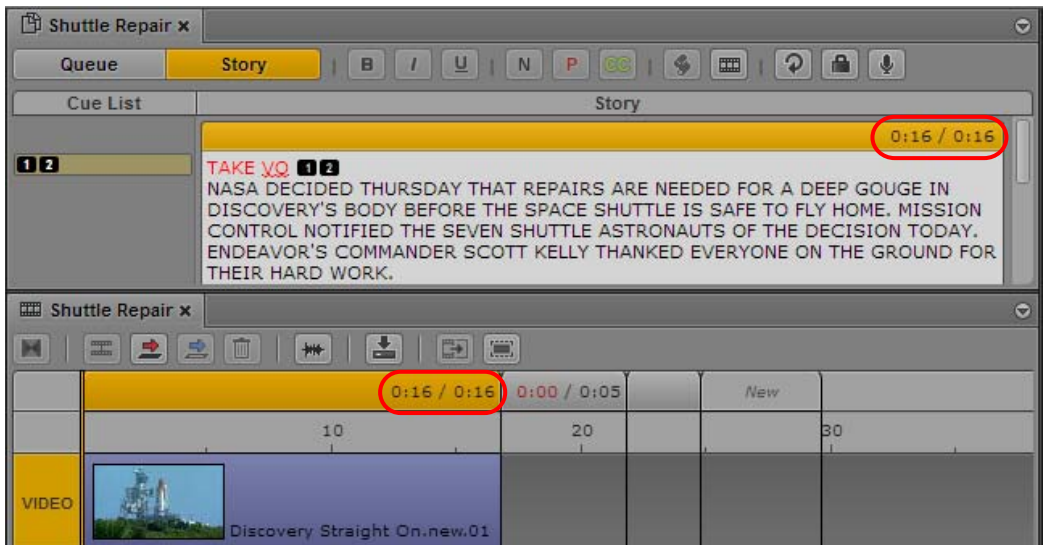 Shuttle Repair x
Queue Story B I U N P CC
Cue List Story
0:16 / 0:16
1 2
TAKE VO 1 2
NASA DECIDED THURSDAY THAT REPAIRS ARE NEEDED FOR A DEEP GOUGE IN
DISCOVERY'S BODY BEFORE THE SPACE SHUTTLE IS SAFE TO FLY HOME. MISSION
CONTROL NOTIFIED THE SEVEN SHUTTLE ASTRONAUTS OF THE DECISION TODAY.
ENDEAVOR'S COMMANDER SCOTT KELLY THANKED EVERYONE ON THE GROUND FOR
THEIR HARD WORK.
Shuttle Repair x
0:16 / 0:16 0:00 / 0:05 New
10 20 30
VIDEO
Discovery Straight On.new.01